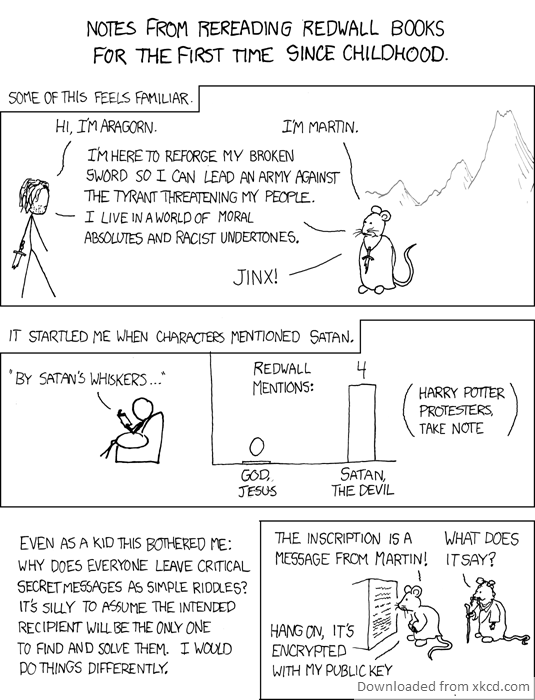 NOTES FROM REREADING REDWALL BOOKS
FOR THE FIRST TIME SINCE CHILDHOOD.
SOME OF THIS FEELS FAMILIAR.
HI, I'M ARAGORN.
I'M MARTIN.
I'M HERE TO REFORGE MY BROKEN
SWORD SO I CAN LEAD AN ARMY AGAINST
THE TYRANT THREATENING MY PEOPLE.
I LIVE IN A WORLD OF MORAL
ABSOLUTES AND RACIST UNDERTONES.
JINX!
IT STARTLED ME WHEN CHARACTERS MENTIONED SATAN.
"BY SATAN'S WHISKERS..."
REDWALL
MENTIONS:
0
4
GOD,
JESUS
SATAN,
THE DEVIL
(HARRY POTTER
PROTESTERS,
TAKE NOTE)
EVEN AS A KID THIS BOTHERED ME:
WHY DOES EVERYONE LEAVE CRITICAL
SECRET MESSAGES AS SIMPLE RIDDLES?
IT'S SILLY TO ASSUME THE INTENDED
RECIPIENT WILL BE THE ONLY ONE
TO FIND AND SOLVE THEM. I WOULD
DO THINGS DIFFERENTLY.
THE INSCRIPTION IS A
MESSAGE FROM MARTIN!
WHAT DOES
IT SAY?
HANG ON, IT'S
ENCRYPTED
WITH MY PUBLIC KEY
Downloaded from xkcd.com